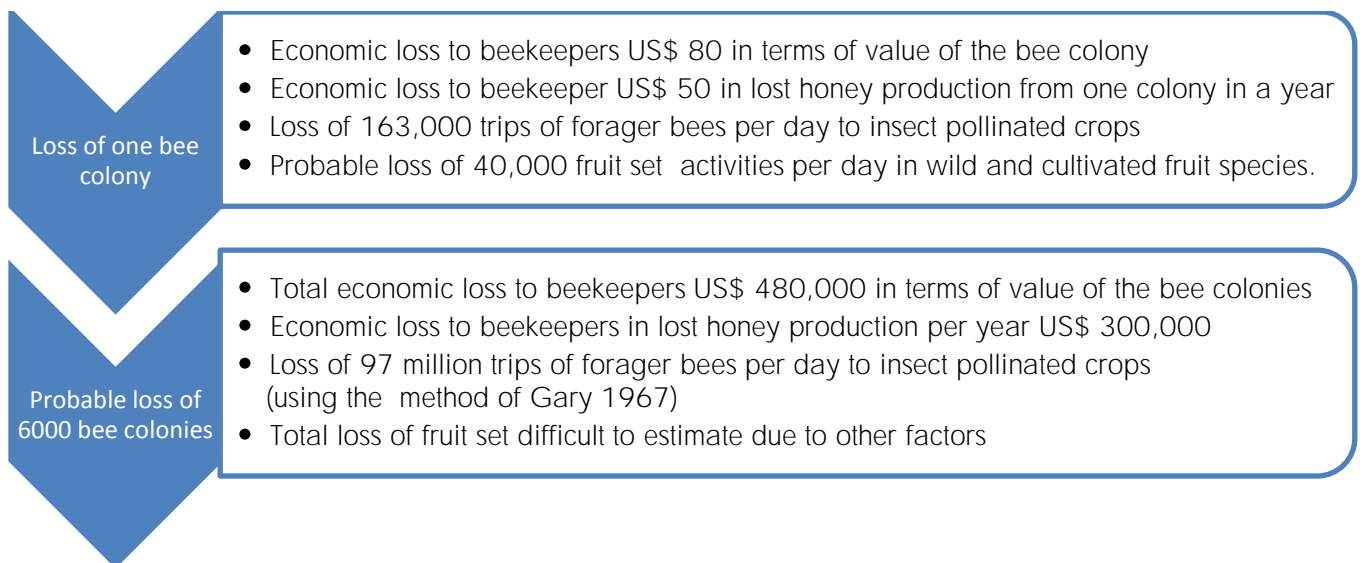 Loss of one bee
colony
• Economic loss to beekeepers US$ 80 in terms of value of the bee colony
• Economic loss to beekeeper US$ 50 in lost honey production from one colony in a year
• Loss of 163,000 trips of forager bees per day to insect pollinated crops
• Probable loss of 40,000 fruit set activities per day in wild and cultivated fruit species.
Probable loss of
6000 bee colonies
• Total economic loss to beekeepers US$ 480,000 in terms of value of the bee colonies
• Economic loss to beekeepers in lost honey production per year US$ 300,000
• Loss of 97 million trips of forager bees per day to insect pollinated crops
(using the method of Gary 1967)
• Total loss of fruit set difficult to estimate due to other factors